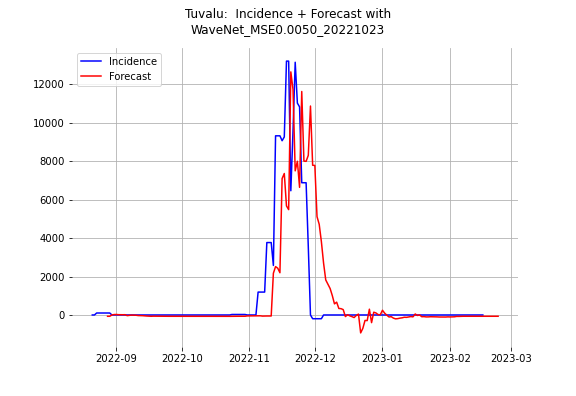 Tuvalu:  Incidence + Forecast with
WaveNet_MSE0.0050_20221023
Incidence
Forecast
12000
10000
8000
6000
4000
2000
0
2022-09 2022-10 2022-11 2022-12 2023-01 2023-02 2023-03